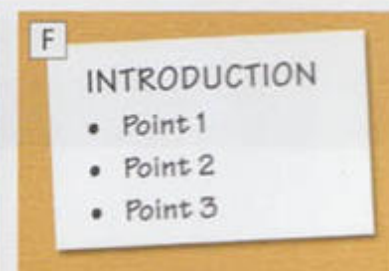 F
INTRODUCTION
• Point 1
• Point 2
• Point 3